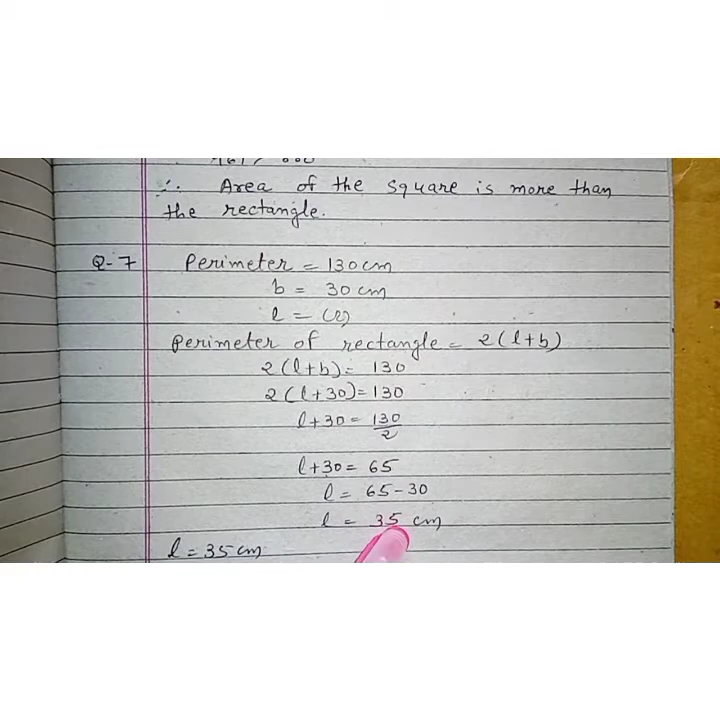 ∴ Area of the square is more than
the rectangle.
Q-7 Perimeter = 130 cm
b = 30 cm
l = (?)
Perimeter of rectangle = 2(l+b)
2(l+b) = 130
2(l+30) = 130
l+30 = 130/2
l+30 = 65
l = 65-30
l = 35 cm
l = 35 cm